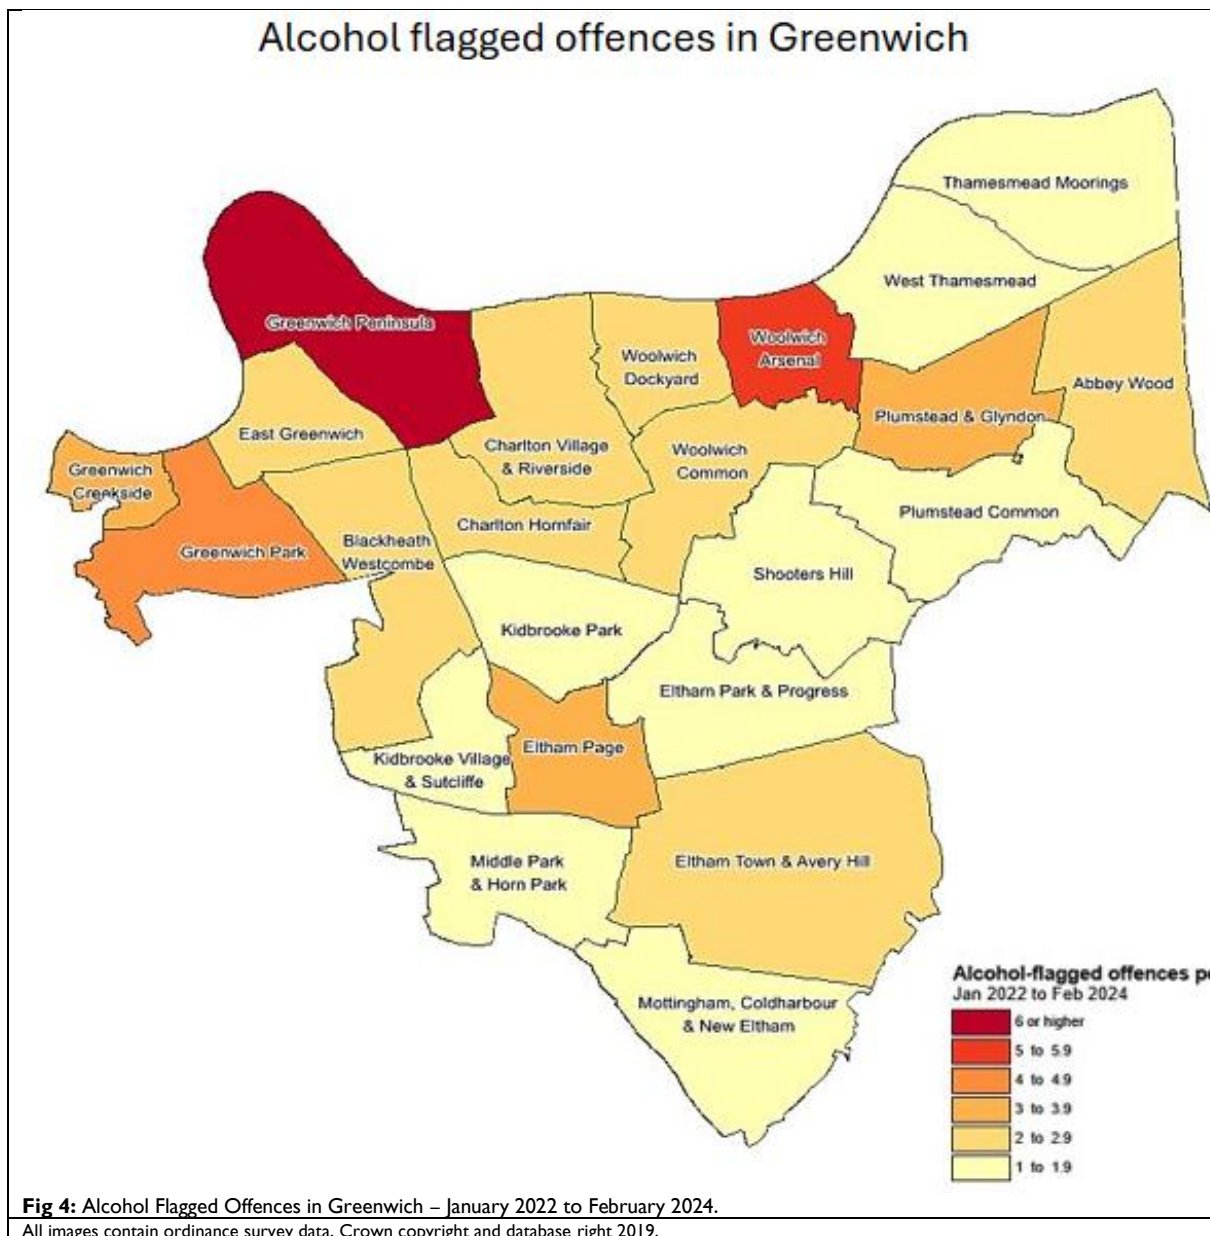 Alcohol flagged offences in Greenwich
Thamesmead Moorings
West Thamesmead
Greenwich Peninsula
Woolwich
Arsenal
Woolwich
Dockyard
Abbey Wood
Plumstead & Glyndon
East Greenwich
Charlton Village
& Riverside
Woolwich
Common
Greenwich
Creekside
Plumstead Common
Charlton Hornfair
Greenwich Park
Blackheath
Westcombe
Shooters Hill
Kidbrooke Park
Eltham Park & Progress
Eltham Page
Kidbrooke Village
& Sutcliffe
Middle Park
& Horn Park
Eltham Town & Avery Hill
Mottingham, Coldharbour
& New Eltham
Alcohol-flagged offences
Jan 2022 to Feb 2024
6 or higher
5 to 5.9
4 to 4.9
3 to 3.9
2 to 2.9
1 to 1.9
Fig 4: Alcohol Flagged Offences in Greenwich – January 2022 to February 2024.
All images contain ordinance survey data. Crown copyright and database right 2019.